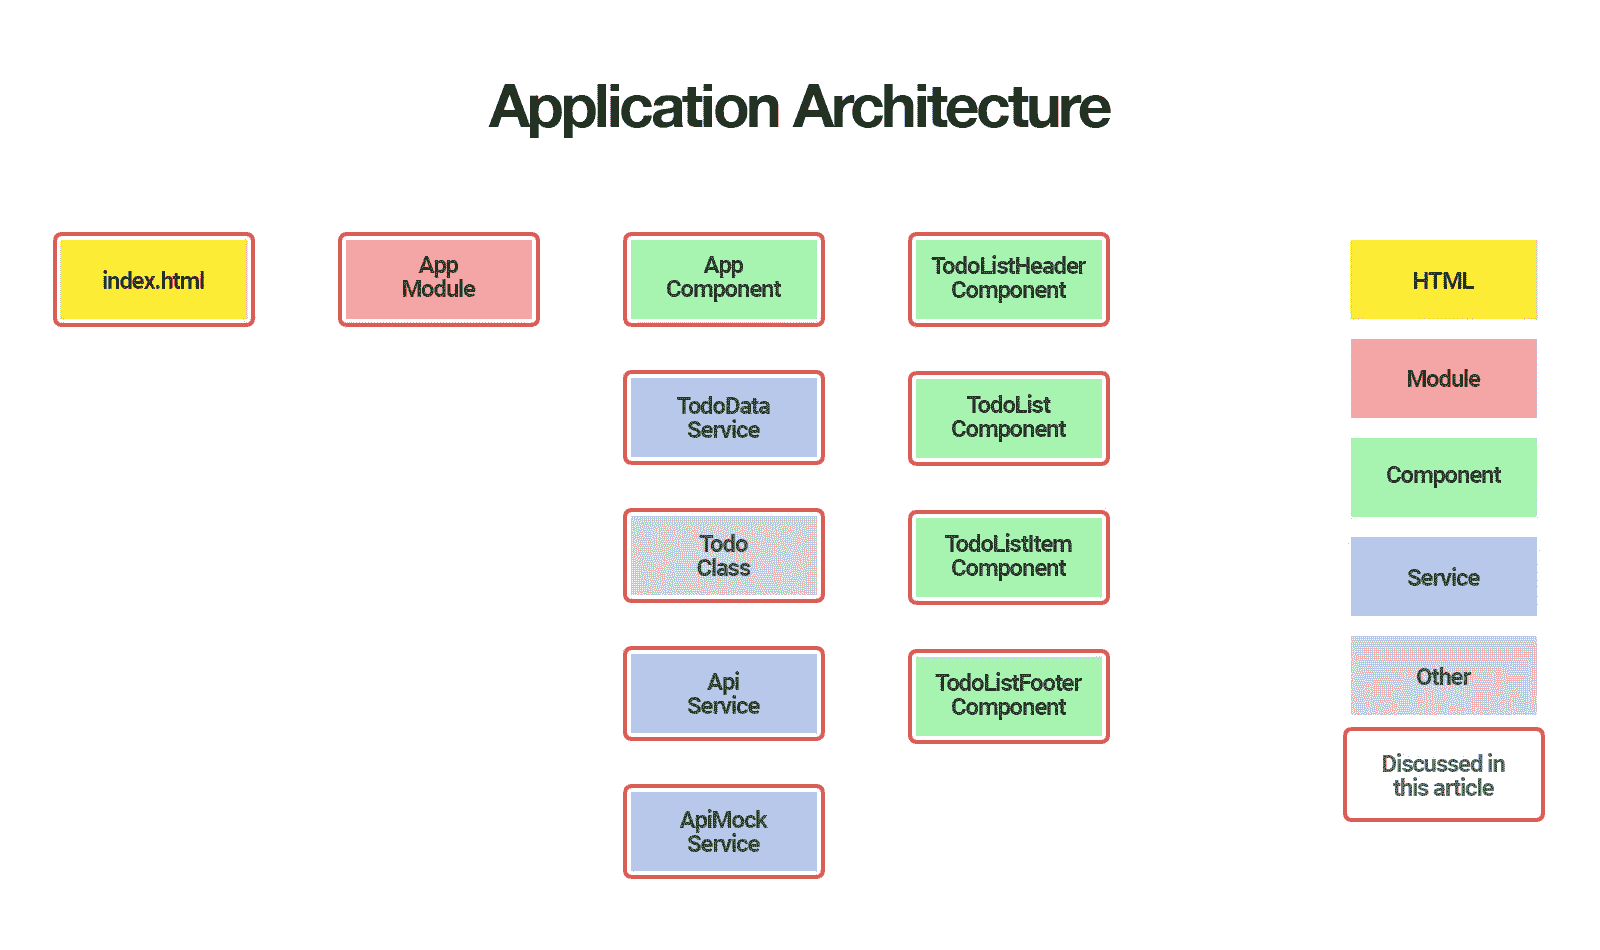 Application Architecture
index.html
App
Module
App
Component
TodoListHeader
Component
TodoData
Service
TodoList
Component
Todo
Class
TodoListItem
Component
Api
Service
TodoListFooter
Component
ApiMock
Service
HTML
Module
Component
Service
Other
Discussed in
this article